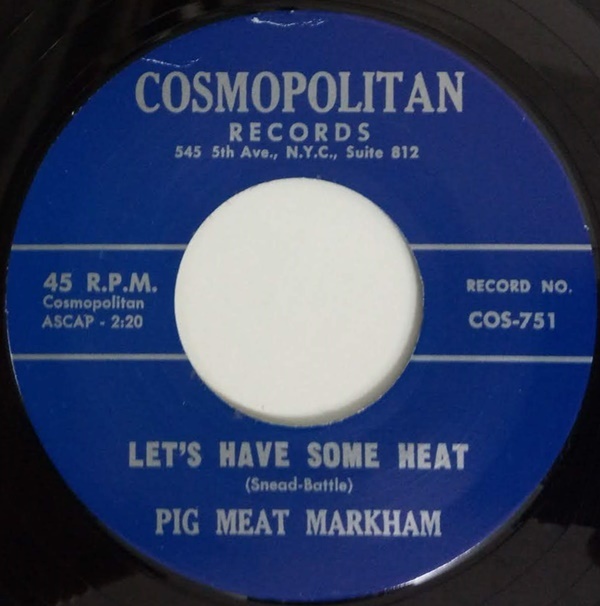 COSMOPOLITAN
RECORDS
545 5th Ave., N.Y.C., Suite 812
45 R.P.M.
Cosmopolitan
ASCAP - 2:20
RECORD NO.
COS-751
LET'S HAVE SOME HEAT
(Snead-Battle)
PIG MEAT MARKHAM